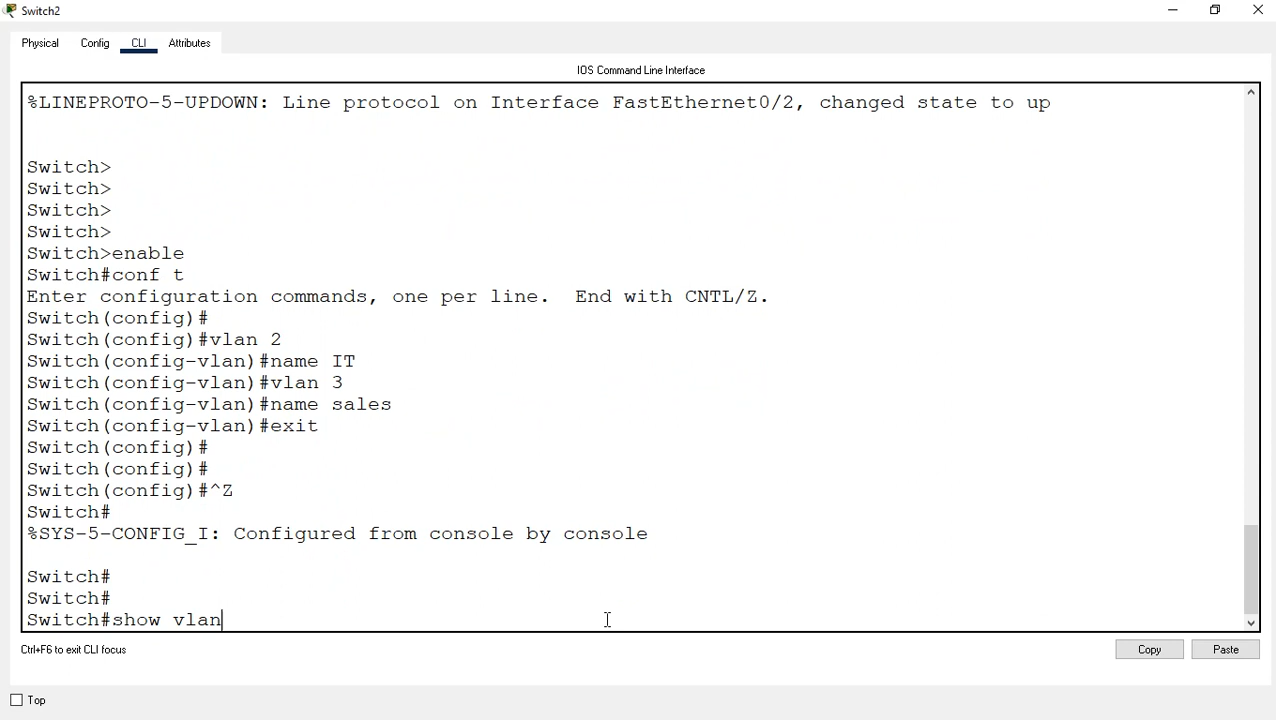 Switch2
Physical Config CLI Attributes
IOS Command Line Interface
%LINEPROTO-5-UPDOWN: Line protocol on Interface FastEthernet0/2, changed state to up
Switch>
Switch>
Switch>
Switch>
Switch>enable
Switch#conf t
Enter configuration commands, one per line.  End with CNTL/Z.
Switch(config)#
Switch(config)#vlan 2
Switch(config-vlan)#name IT
Switch(config-vlan)#vlan 3
Switch(config-vlan)#name sales
Switch(config-vlan)#exit
Switch(config)#
Switch(config)#
Switch(config)#^Z
Switch#
%SYS-5-CONFIG_I: Configured from console by console
Switch#
Switch#
Switch#show vlan
Ctrl+F6 to exit CLI focus
Copy Paste
Top